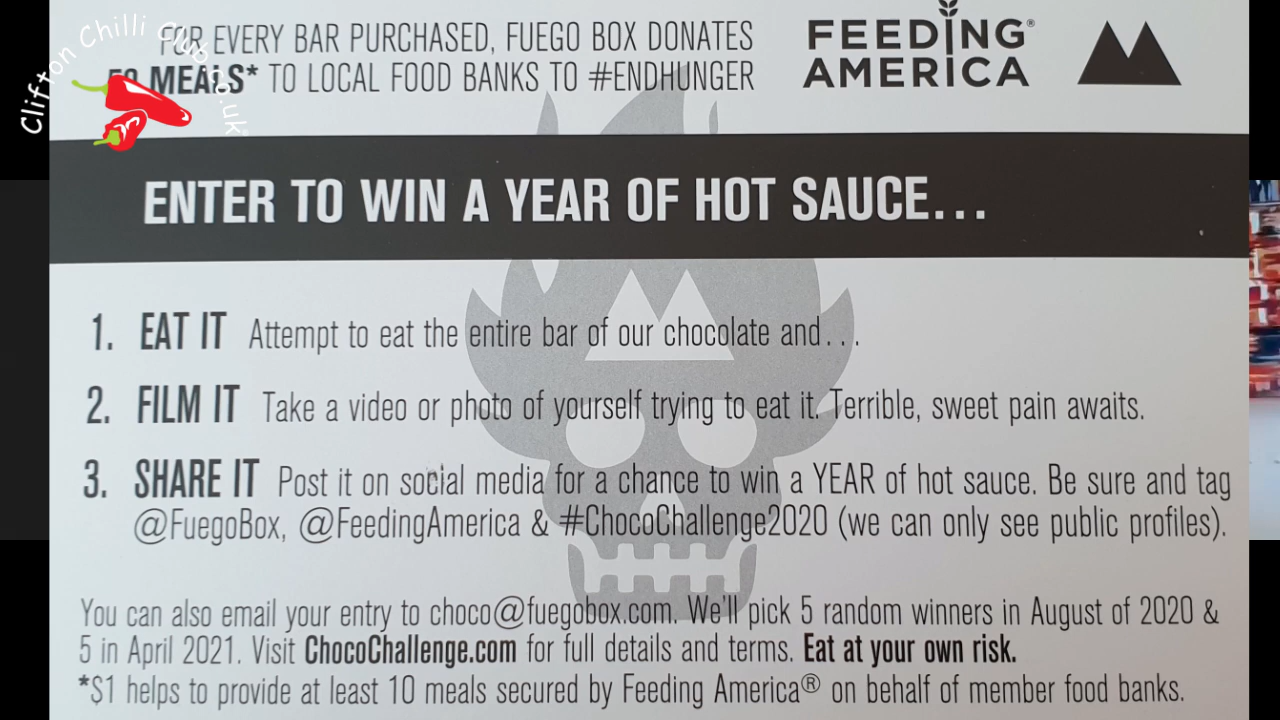 Clifton Chilli Club.co.uk
FOR EVERY BAR PURCHASED, FUEGO BOX DONATES
50 MEALS* TO LOCAL FOOD BANKS TO #ENDHUNGER
FEEDING®
AMERICA
ENTER TO WIN A YEAR OF HOT SAUCE...
1. EAT IT Attempt to eat the entire bar of our chocolate and...
2. FILM IT Take a video or photo of yourself trying to eat it. Terrible, sweet pain awaits.
3. SHARE IT Post it on social media for a chance to win a YEAR of hot sauce. Be sure and tag
@FuegoBox, @FeedingAmerica & #ChocoChallenge2020 (we can only see public profiles).
You can also email your entry to choco@fuegobox.com. We'll pick 5 random winners in August of 2020 &
5 in April 2021. Visit ChocoChallenge.com for full details and terms. Eat at your own risk.
*$1 helps to provide at least 10 meals secured by Feeding America® on behalf of member food banks.